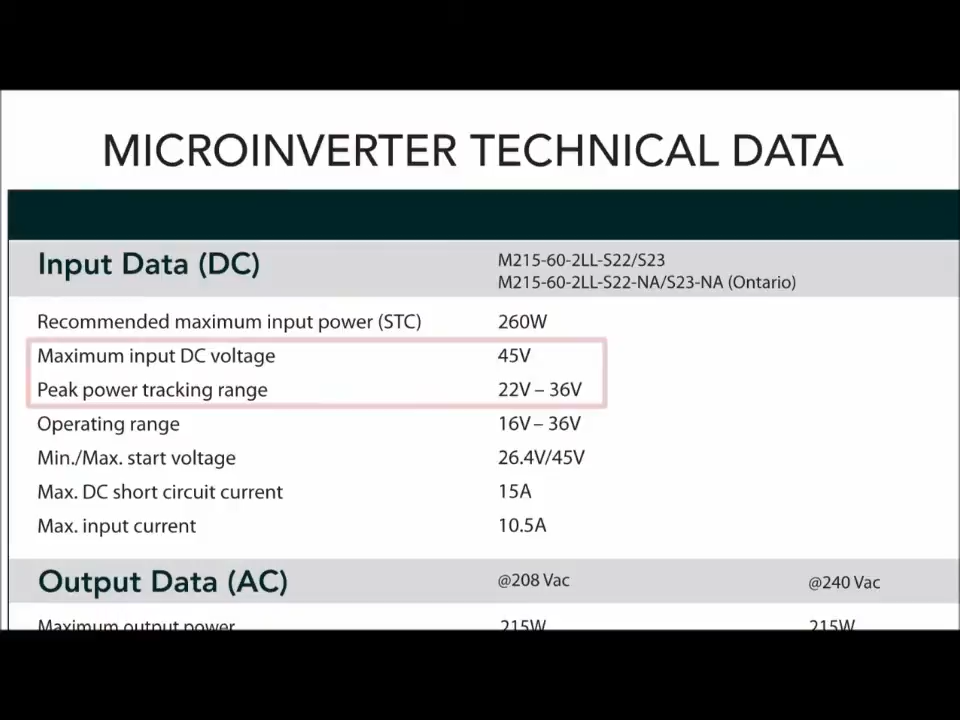 MICROINVERTER TECHNICAL DATA
Input Data (DC)
M215-60-2LL-S22/S23
M215-60-2LL-S22-NA/S23-NA (Ontario)
Recommended maximum input power (STC) 260W
Maximum input DC voltage 45V
Peak power tracking range 22V – 36V
Operating range 16V – 36V
Min./Max. start voltage 26.4V/45V
Max. DC short circuit current 15A
Max. input current 10.5A
Output Data (AC) @208 Vac @240 Vac
Maximum output power 215W 215W